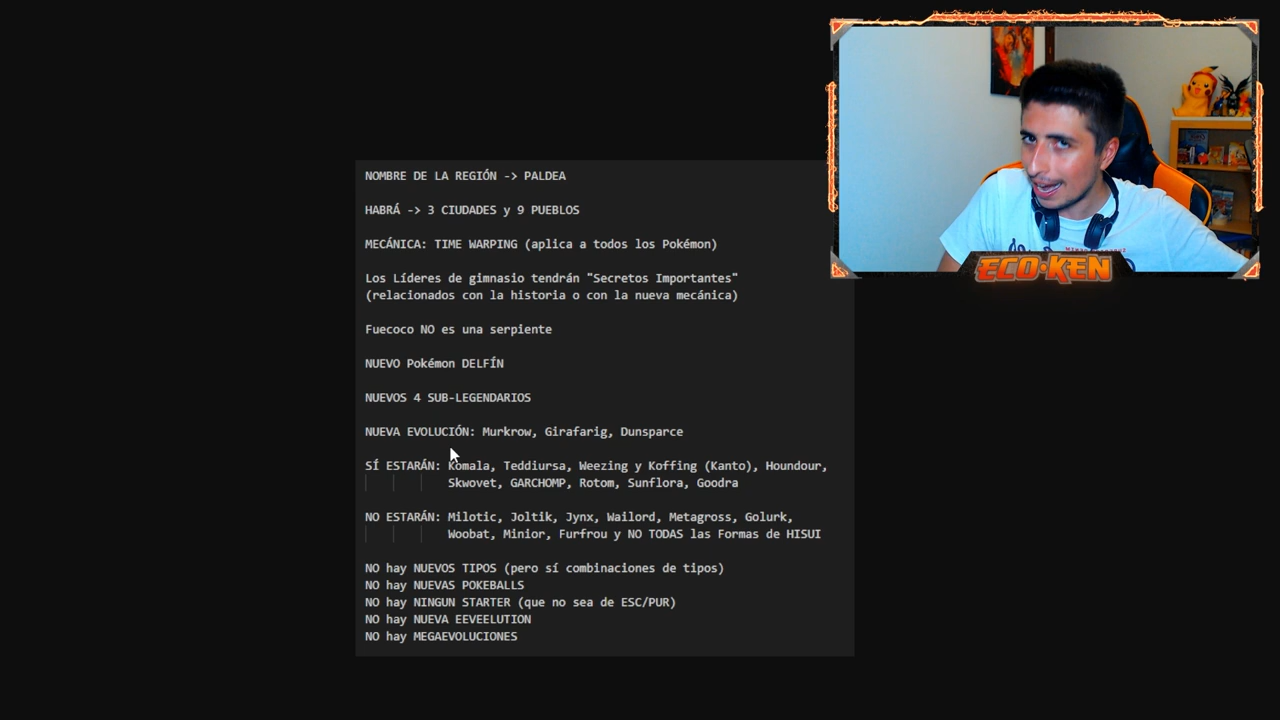 NOMBRE DE LA REGIÓN -> PALDEA
HABRÁ -> 3 CIUDADES y 9 PUEBLOS
MECÁNICA: TIME WARPING (aplica a todos los Pokémon)
Los Líderes de gimnasio tendrán "Secretos Importantes"
(relacionados con la historia o con la nueva mecánica)
Fuecoco NO es una serpiente
NUEVO Pokémon DELFÍN
NUEVOS 4 SUB-LEGENDARIOS
NUEVA EVOLUCIÓN: Murkrow, Girafarig, Dunsparce
SÍ ESTARÁN: Komala, Teddiursa, Weezing y Koffing (Kanto), Houndour,
Skwovet, GARCHOMP, Rotom, Sunflora, Goodra
NO ESTARÁN: Milotic, Joltik, Jynx, Wailord, Metagross, Golurk,
Woobat, Minior, Furfrou y NO TODAS las Formas de HISUI
NO hay NUEVOS TIPOS (pero sí combinaciones de tipos)
NO hay NUEVAS POKEBALLS
NO hay NINGUN STARTER (que no sea de ESC/PUR)
NO hay NUEVA EEVEELUTION
NO hay MEGAEVOLUCIONES
ECO·KEN